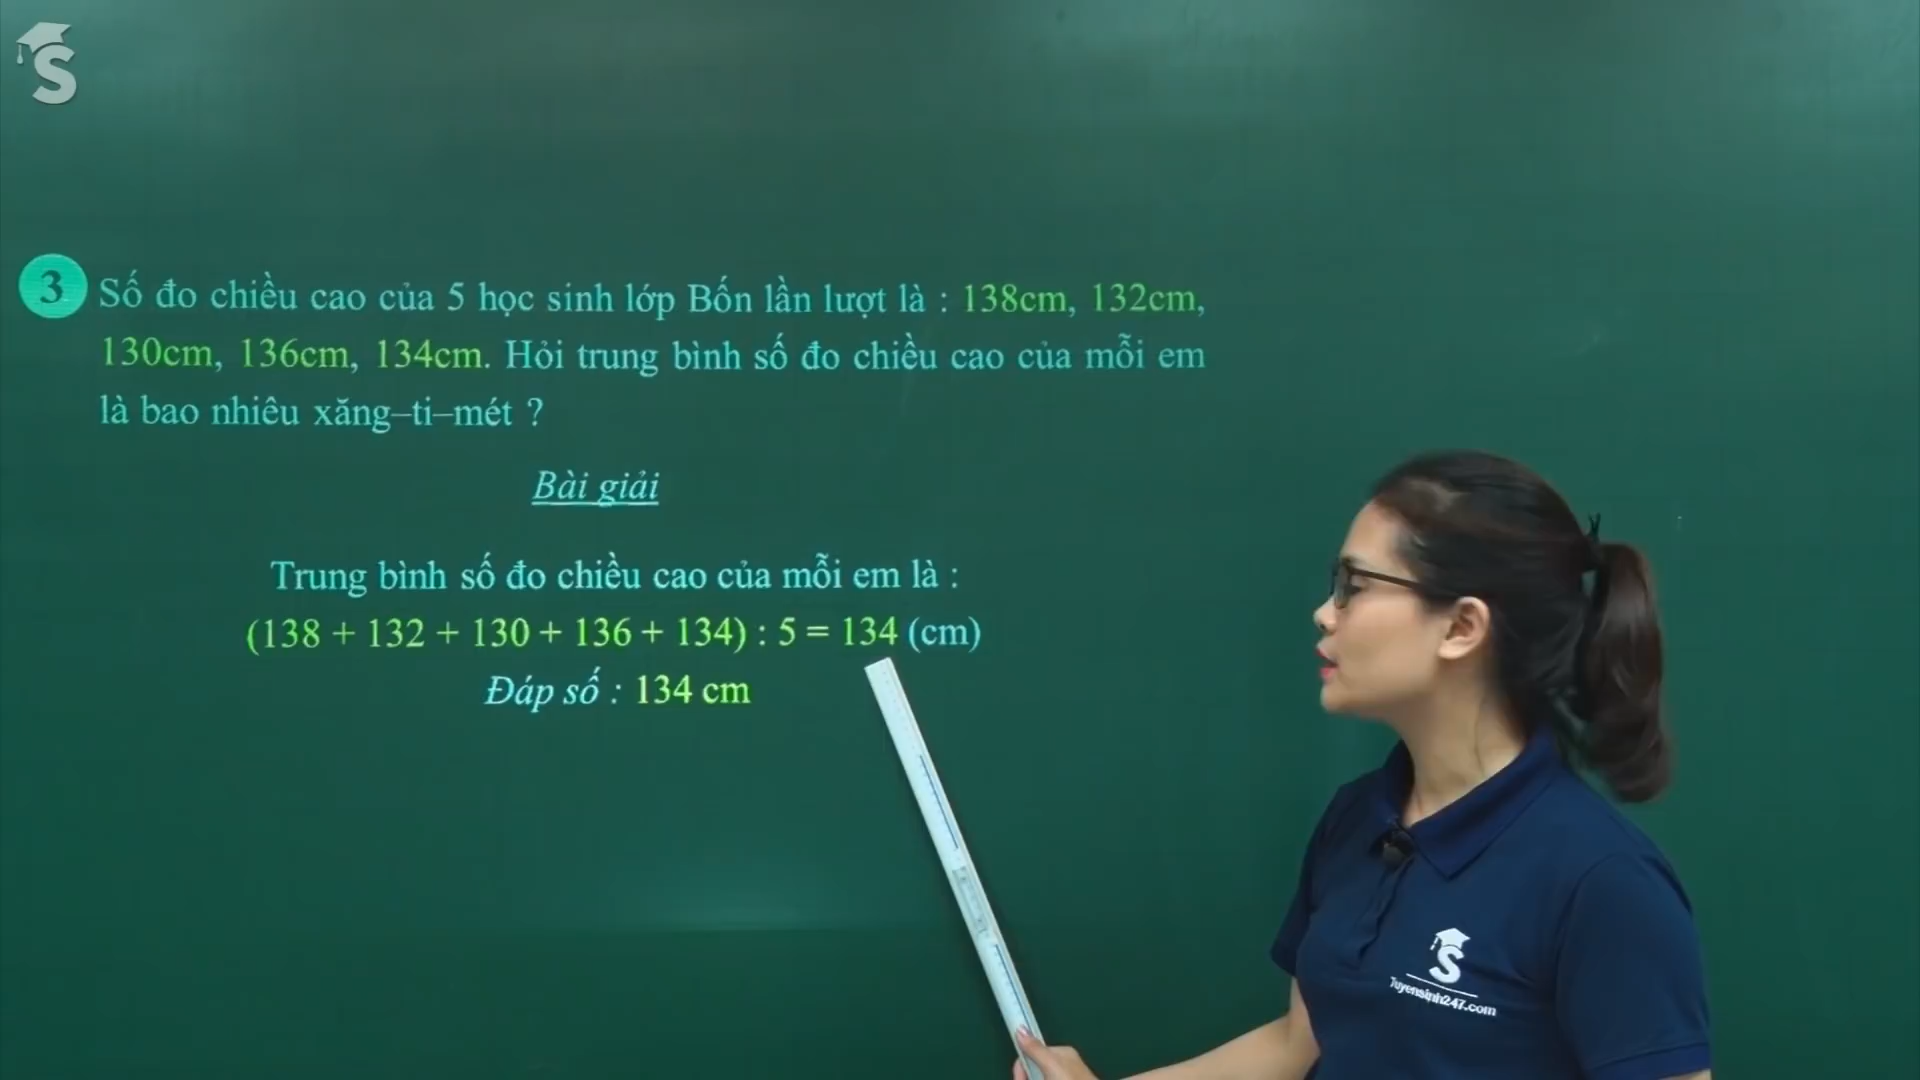 S
3 Số đo chiều cao của 5 học sinh lớp Bốn lần lượt là : 138cm, 132cm,
130cm, 136cm, 134cm. Hỏi trung bình số đo chiều cao của mỗi em
là bao nhiêu xăng–ti–mét ?
Bài giải
Trung bình số đo chiều cao của mỗi em là :
(138 + 132 + 130 + 136 + 134) : 5 = 134 (cm)
Đáp số : 134 cm
S
Tuyensinh247.com